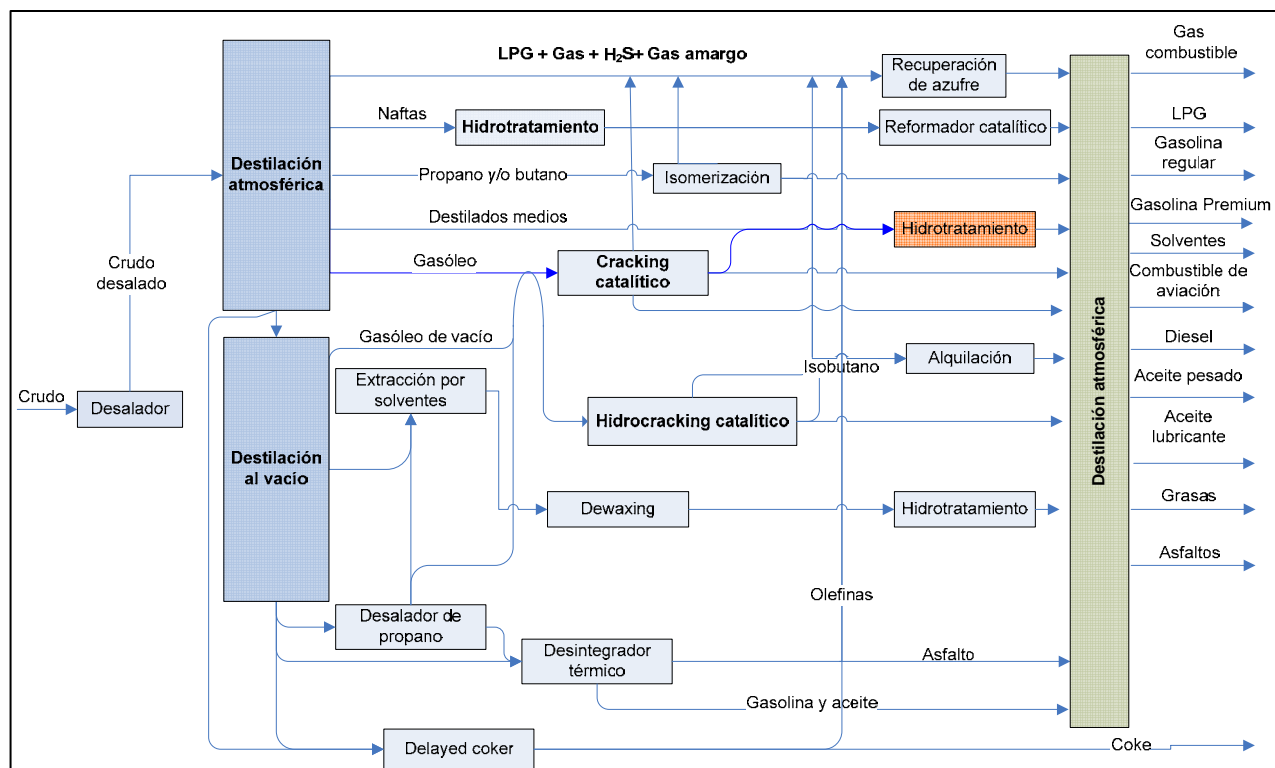 LPG + Gas + H₂S+ Gas amargo
Gas
combustible
Recuperación
de azufre
Naftas
Hidrotratamiento
Reformador catalítico
LPG
Gasolina
regular
Destilación
atmosférica
Propano y/o butano
Isomerización
Destilados medios
Hidrotratamiento
Gasolina Premium
Solventes
Crudo
desalado
Gasóleo
Cracking
catalítico
Combustible de
aviación
Destilación atmosférica
Gasóleo de vacío
Diesel
Isobutano
Alquilación
Extracción por
solventes
Aceite pesado
Crudo
Desalador
Hidrocracking catalítico
Aceite
lubricante
Destilación
al vacío
Dewaxing
Hidrotratamiento
Grasas
Asfaltos
Olefinas
Desalador de
propano
Desintegrador
térmico
Asfalto
Gasolina y aceite
Delayed coker
Coke